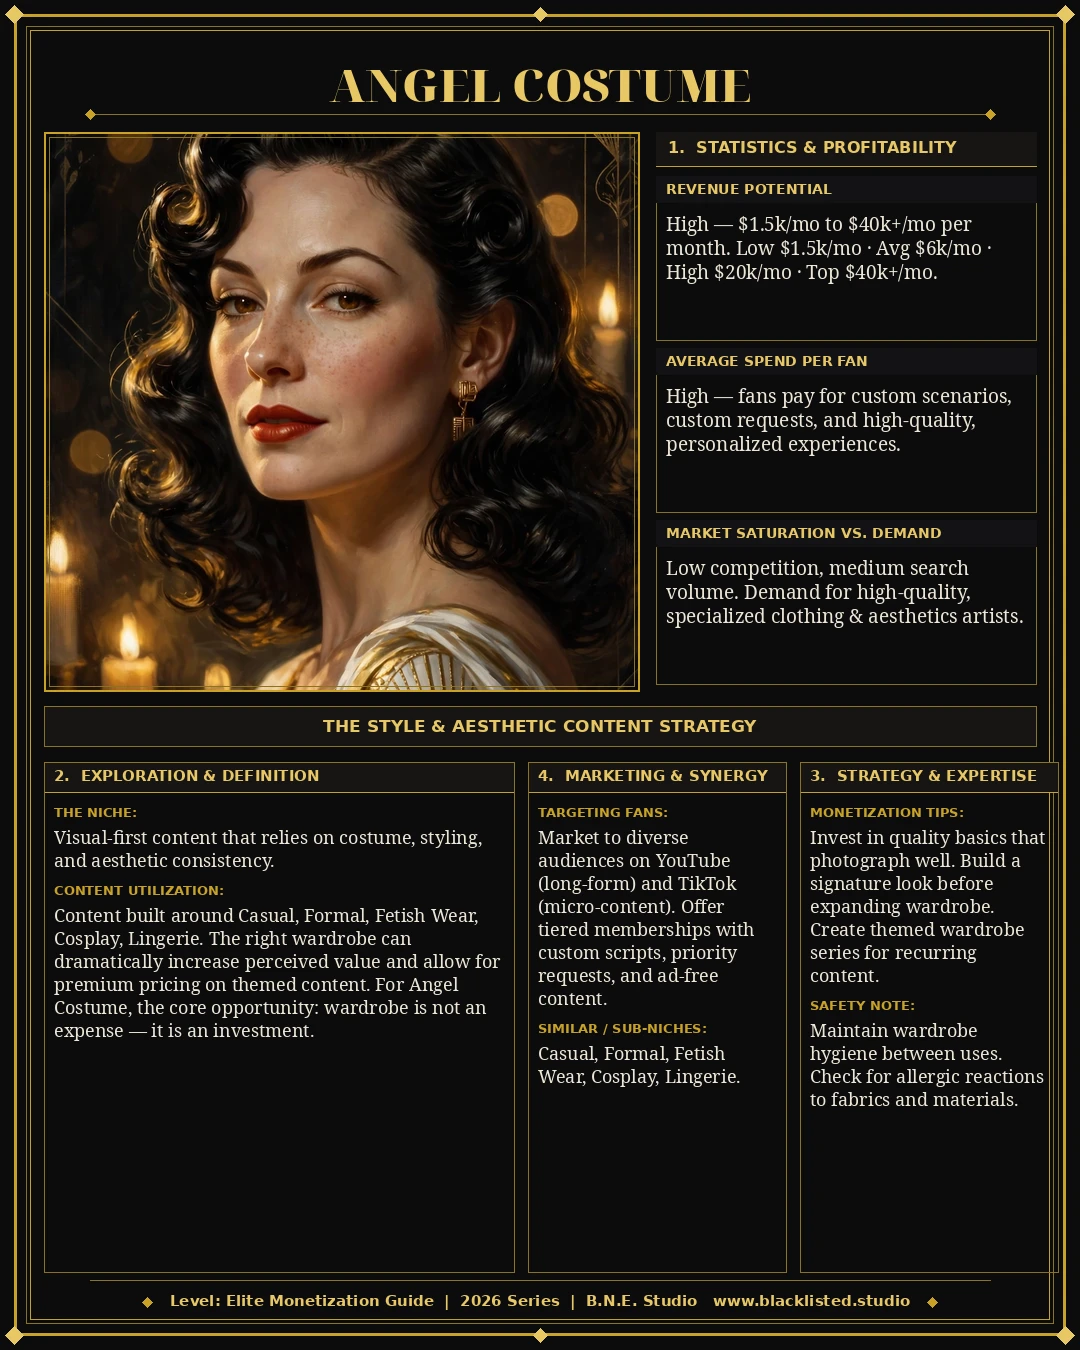 ANGEL COSTUME
1. STATISTICS & PROFITABILITY
REVENUE POTENTIAL
High — $1.5k/mo to $40k+/mo per
month. Low $1.5k/mo · Avg $6k/mo ·
High $20k/mo · Top $40k+/mo.
AVERAGE SPEND PER FAN
High — fans pay for custom scenarios,
custom requests, and high-quality,
personalized experiences.
MARKET SATURATION VS. DEMAND
Low competition, medium search
volume. Demand for high-quality,
specialized clothing & aesthetics artists.
THE STYLE & AESTHETIC CONTENT STRATEGY
2. EXPLORATION & DEFINITION
THE NICHE:
Visual-first content that relies on costume, styling,
and aesthetic consistency.
CONTENT UTILIZATION:
Content built around Casual, Formal, Fetish Wear,
Cosplay, Lingerie. The right wardrobe can
dramatically increase perceived value and allow for
premium pricing on themed content. For Angel
Costume, the core opportunity: wardrobe is not an
expense — it is an investment.
4. MARKETING & SYNERGY
TARGETING FANS:
Market to diverse
audiences on YouTube
(long-form) and TikTok
(micro-content). Offer
tiered memberships with
custom scripts, priority
requests, and ad-free
content.
SIMILAR / SUB-NICHES:
Casual, Formal, Fetish
Wear, Cosplay, Lingerie.
3. STRATEGY & EXPERTISE
MONETIZATION TIPS:
Invest in quality basics that
photograph well. Build a
signature look before
expanding wardrobe.
Create themed wardrobe
series for recurring
content.
SAFETY NOTE:
Maintain wardrobe
hygiene between uses.
Check for allergic reactions
to fabrics and materials.
Level: Elite Monetization Guide | 2026 Series | B.N.E. Studio www.blacklisted.studio